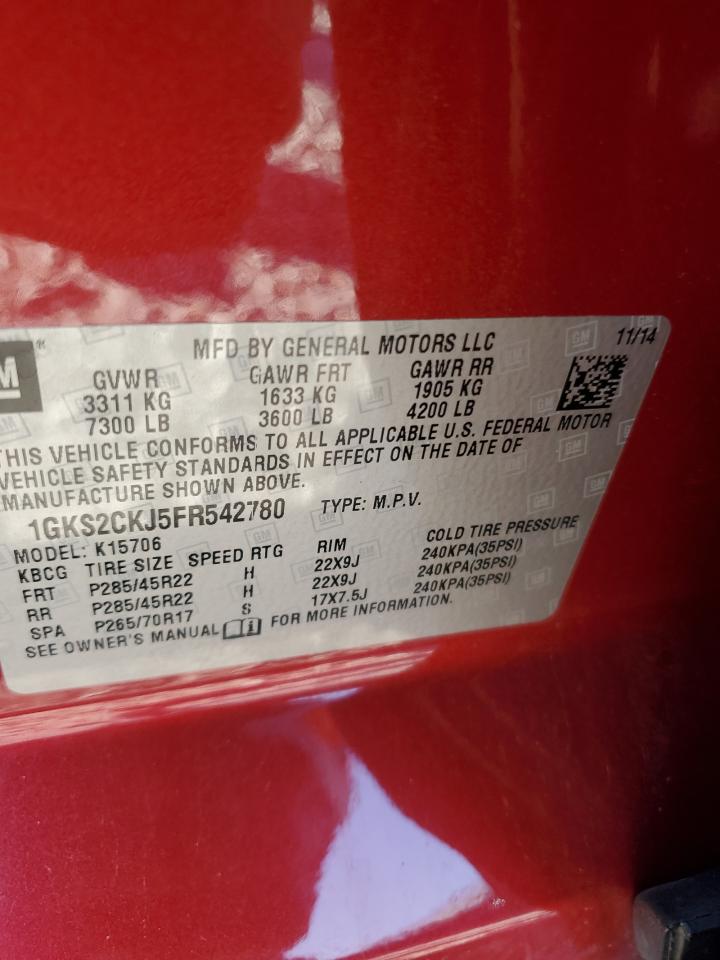 M ®
MFD BY GENERAL MOTORS LLC 11/14
GVWR GAWR FRT GAWR RR
3311 KG 1633 KG 1905 KG
7300 LB 3600 LB 4200 LB
THIS VEHICLE CONFORMS TO ALL APPLICABLE U.S. FEDERAL MOTOR
VEHICLE SAFETY STANDARDS IN EFFECT ON THE DATE OF
MANUFACTURE SHOWN ABOVE.
1GKS2CKJ5FR542780 TYPE: M.P.V.
MODEL: K15706
KBCG TIRE SIZE SPEED RTG RIM COLD TIRE PRESSURE
FRT P285/45R22 H 22X9J 240KPA(35PSI)
RR P285/45R22 H 22X9J 240KPA(35PSI)
SPA P265/70R17 S 17X7.5J 240KPA(35PSI)
SEE OWNER'S MANUAL FOR MORE INFORMATION.